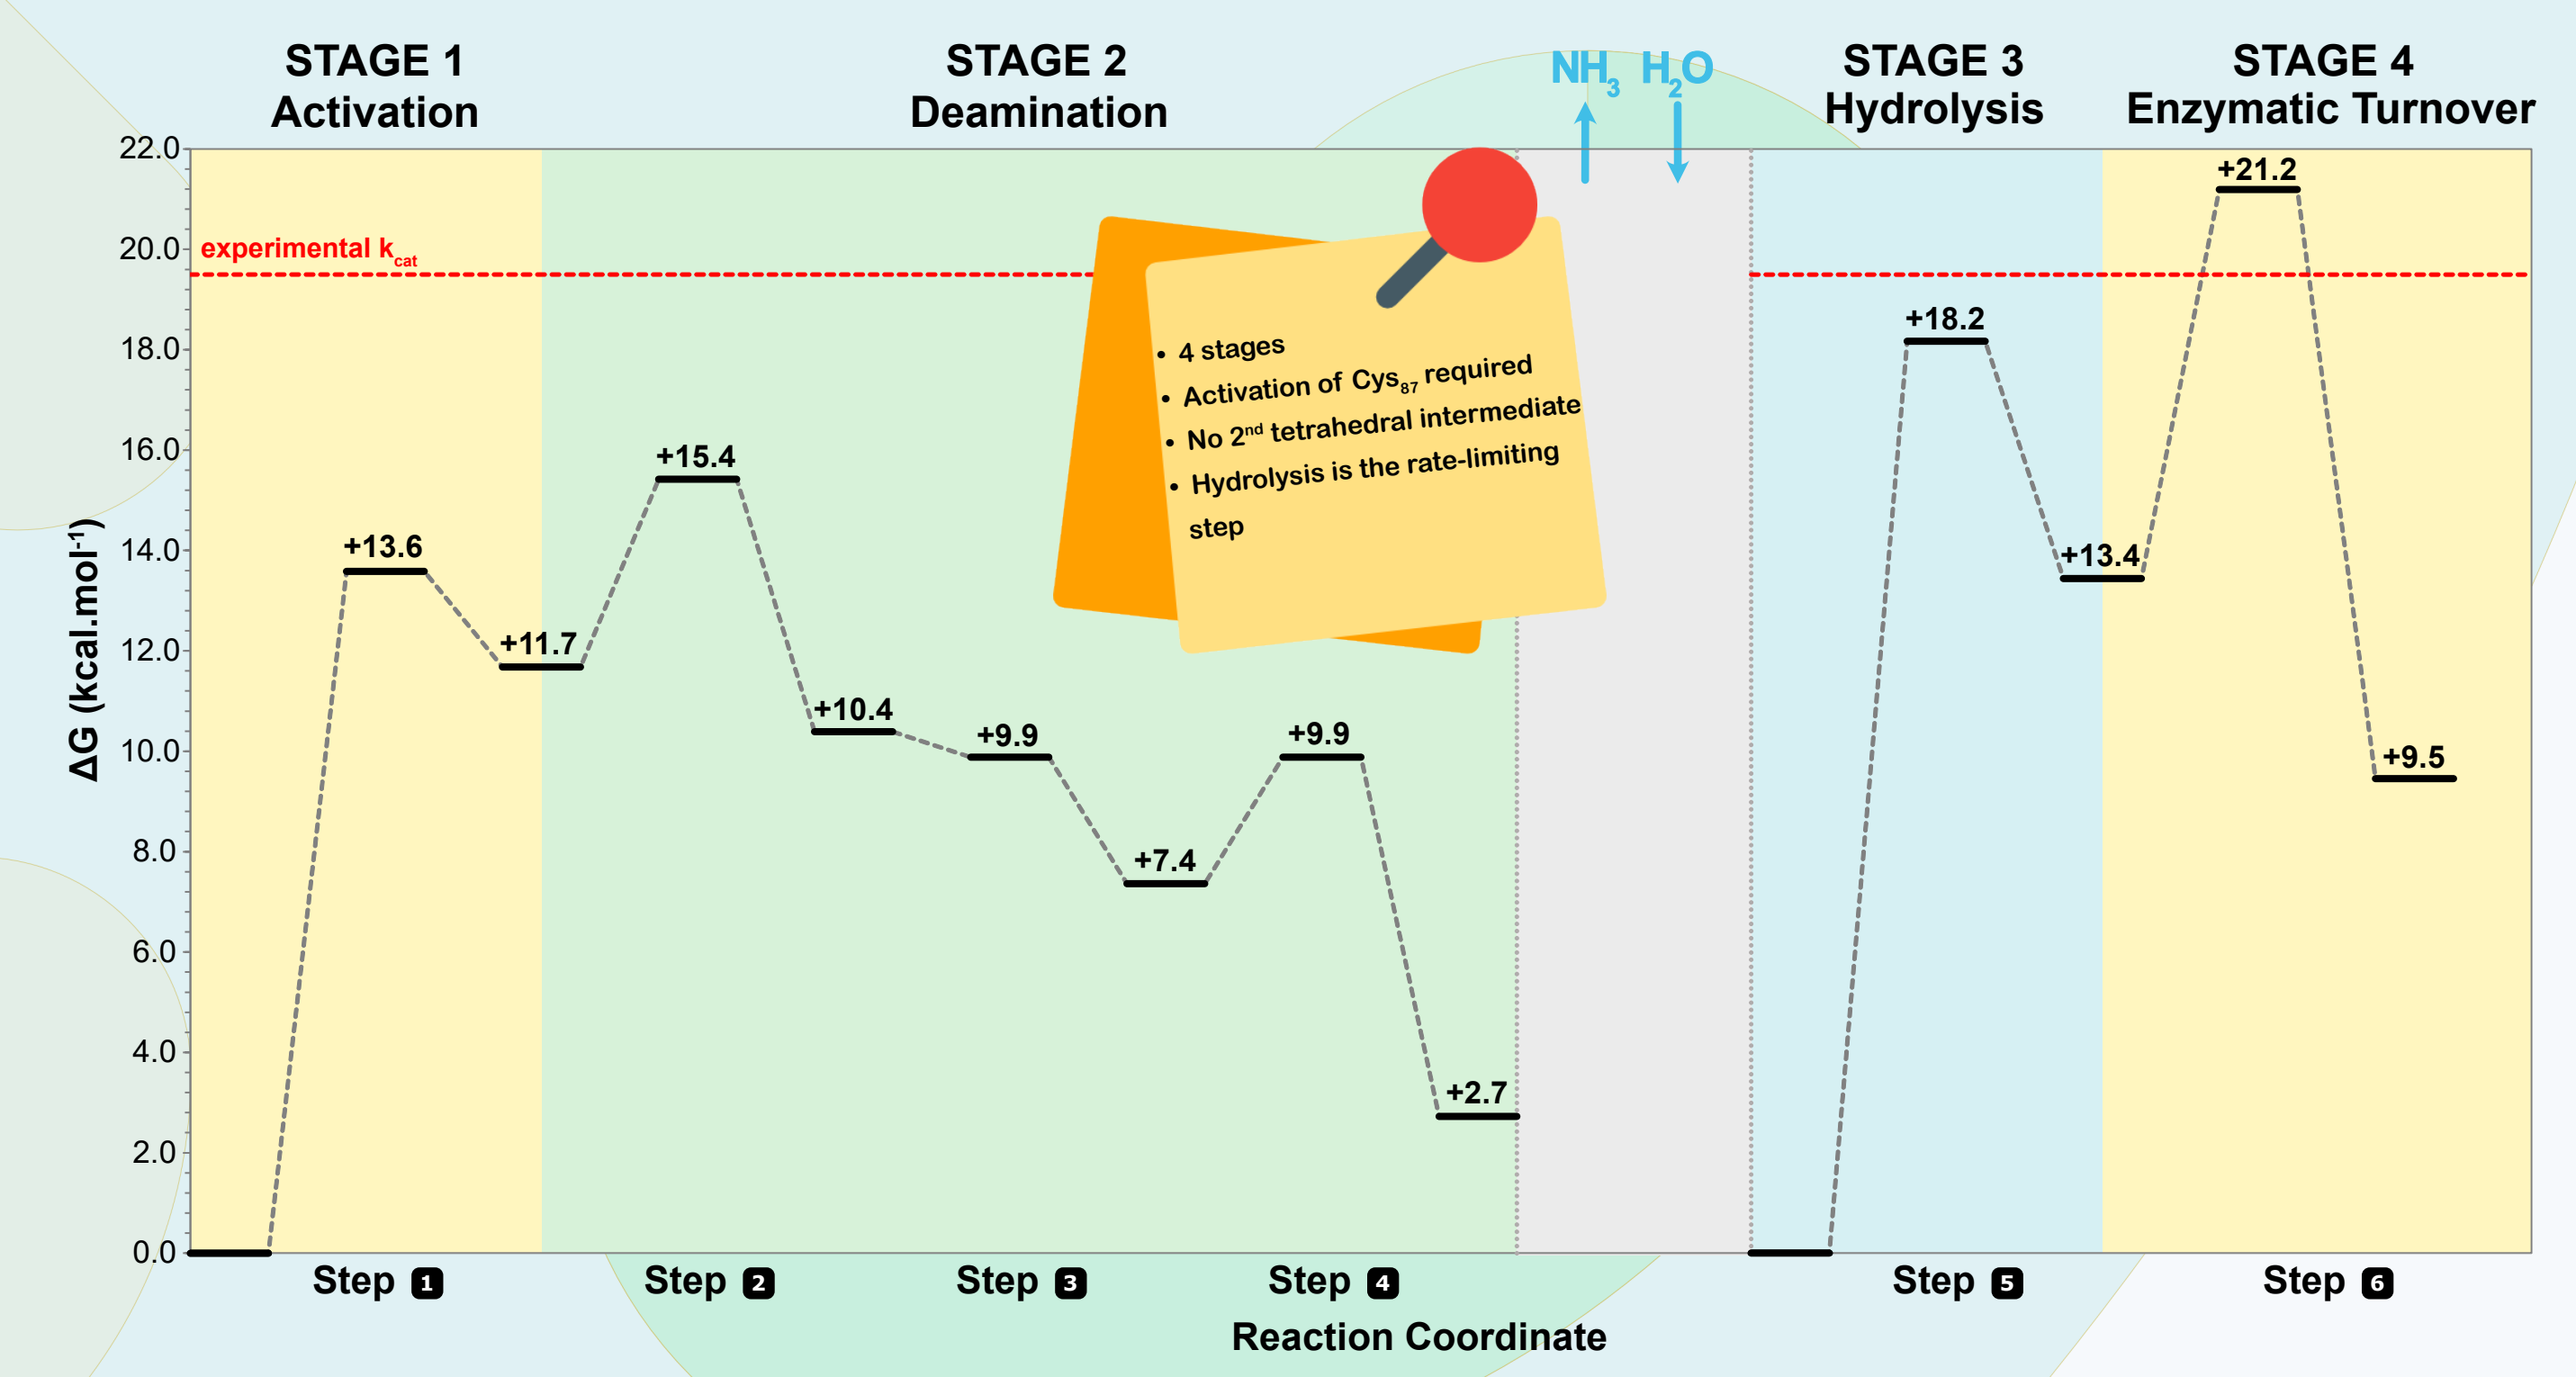 STAGE 1
Activation
STAGE 2
Deamination
NH3 H2O
STAGE 3
Hydrolysis
STAGE 4
Enzymatic Turnover
22.0
20.0
18.0
16.0
14.0
12.0
10.0
8.0
6.0
4.0
2.0
0.0
ΔG (kcal.mol-1)
experimental kcat
+13.6
+11.7
+15.4
+10.4
+9.9
+7.4
+9.9
+2.7
• 4 stages
• Activation of Cys87 required
• No 2nd tetrahedral intermediate
• Hydrolysis is the rate-limiting
step
+18.2
+13.4
+21.2
+9.5
Step 1
Step 2
Step 3
Step 4
Step 5
Step 6
Reaction Coordinate